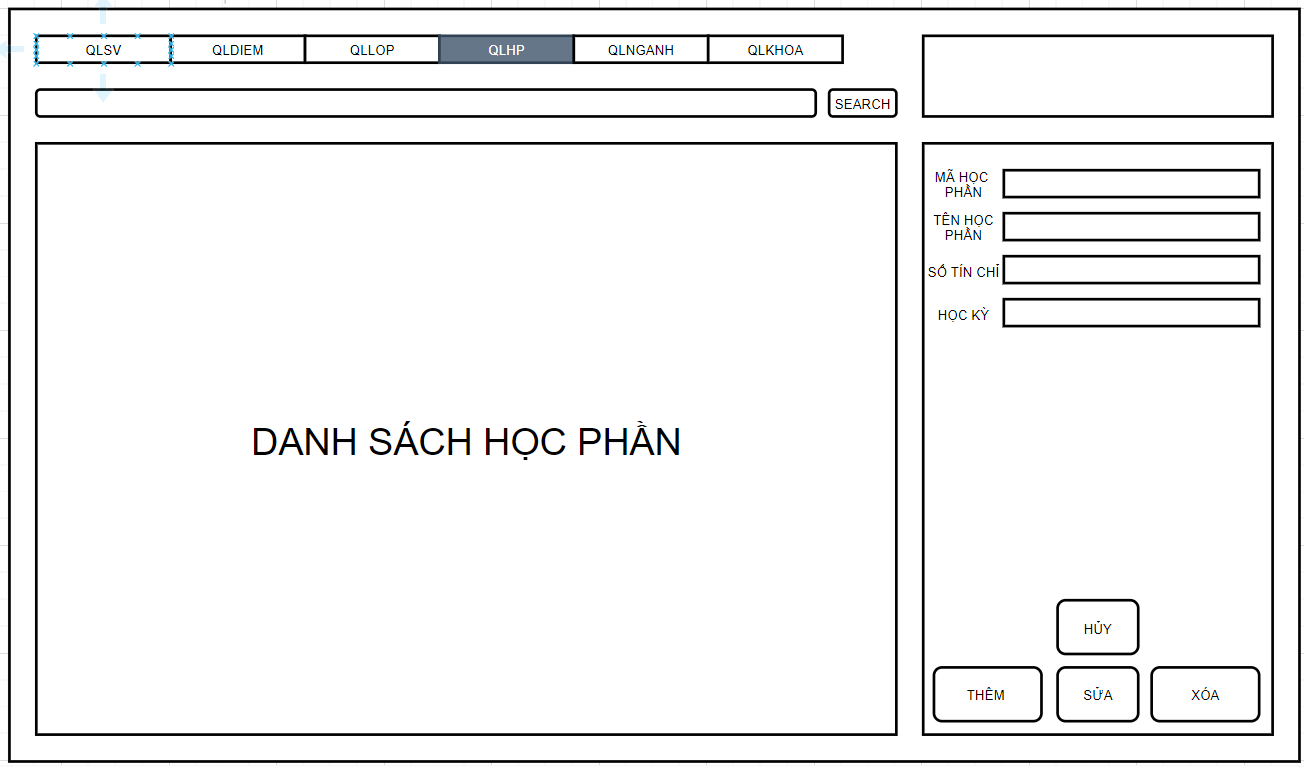 QLSV
QLDIEM
QLLOP
QLHP
QLNGANH
QLKHOA
SEARCH
DANH SÁCH HỌC PHẦN
MÃ HỌC
PHẦN
TÊN HỌC
PHẦN
SỐ TÍN CHỈ
HỌC KỲ
HỦY
THÊM
SỬA
XÓA